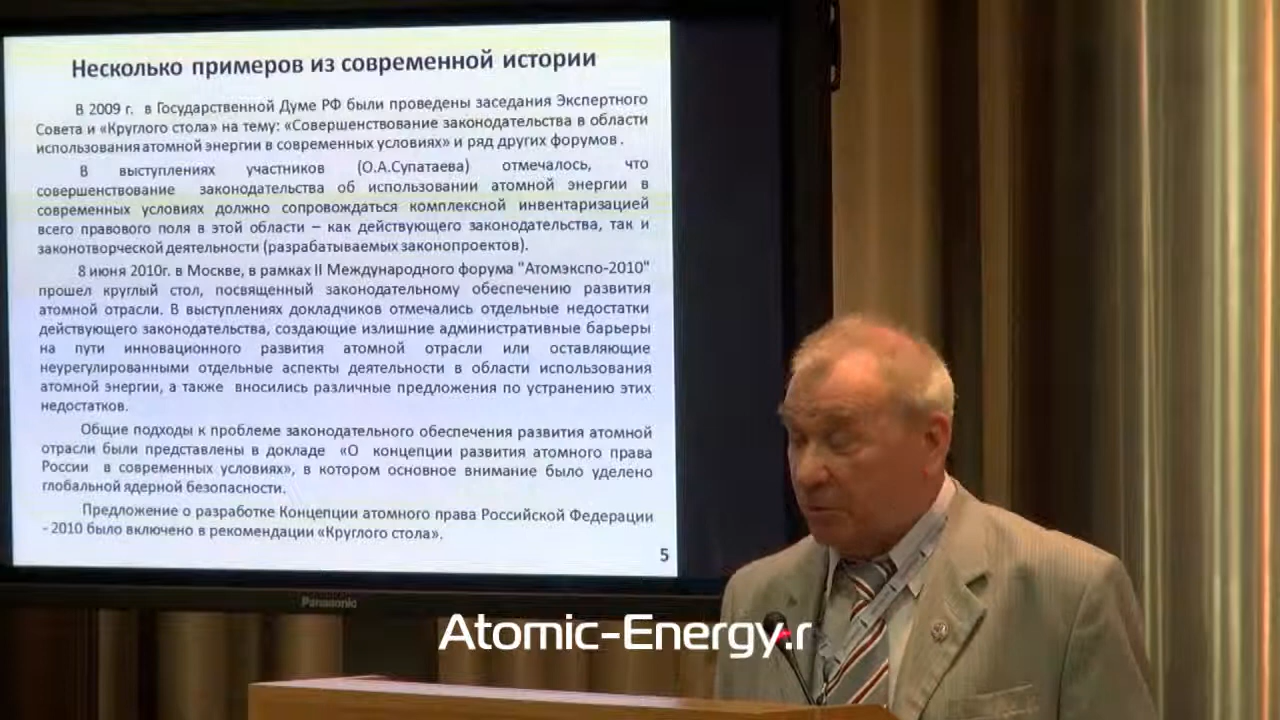 Несколько примеров из современной истории
В 2009 г. в Государственной Думе РФ были проведены заседания Экспертного
Совета и «Круглого стола» на тему: «Совершенствование законодательства в области
использования атомной энергии в современных условиях» и ряд других форумов .
В выступлениях участников (О.А.Супатаева) отмечалось, что
совершенствование законодательства об использовании атомной энергии в
современных условиях должно сопровождаться комплексной инвентаризацией
всего правового поля в этой области – как действующего законодательства, так и
законотворческой деятельности (разрабатываемых законопроектов).
8 июня 2010г. в Москве, в рамках II Международного форума "Атомэкспо-2010"
прошел круглый стол, посвященный законодательному обеспечению развития
атомной отрасли. В выступлениях докладчиков отмечались отдельные недостатки
действующего законодательства, создающие излишние административные барьеры
на пути инновационного развития атомной отрасли или оставляющие
неурегулированными отдельные аспекты деятельности в области использования
атомной энергии, а также вносились различные предложения по устранению этих
недостатков.
Общие подходы к проблеме законодательного обеспечения развития атомной
отрасли были представлены в докладе «О концепции развития атомного права
России в современных условиях», в котором основное внимание было уделено
глобальной ядерной безопасности.
Предложение о разработке Концепции атомного права Российской Федерации
- 2010 было включено в рекомендации «Круглого стола».
5
Panasonic
Atomic-Energy.r